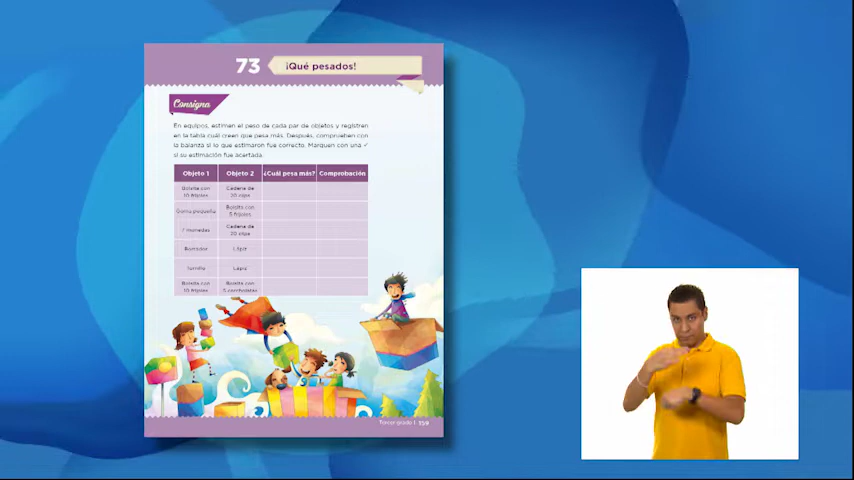 73
¡Qué pesados!
Consigna
En equipos, estimen el peso de cada par de objetos y registren
en la tabla cuál creen que pesa más. Después, comprueben con
la balanza si lo que estimaron fue correcto. Marquen con una ✓
si su estimación fue acertada.
Objeto 1 Objeto 2 ¿Cuál pesa más? Comprobación
Bolsita con 10 frijoles Cadena de 20 clips
Goma pequeña Bolsita con 5 frijoles
7 monedas Cadena de 20 clips
Borrador Lápiz
Lápiz
Bolsita con 10 frijoles Bolsita con 5 corcholatas
Tercer grado |